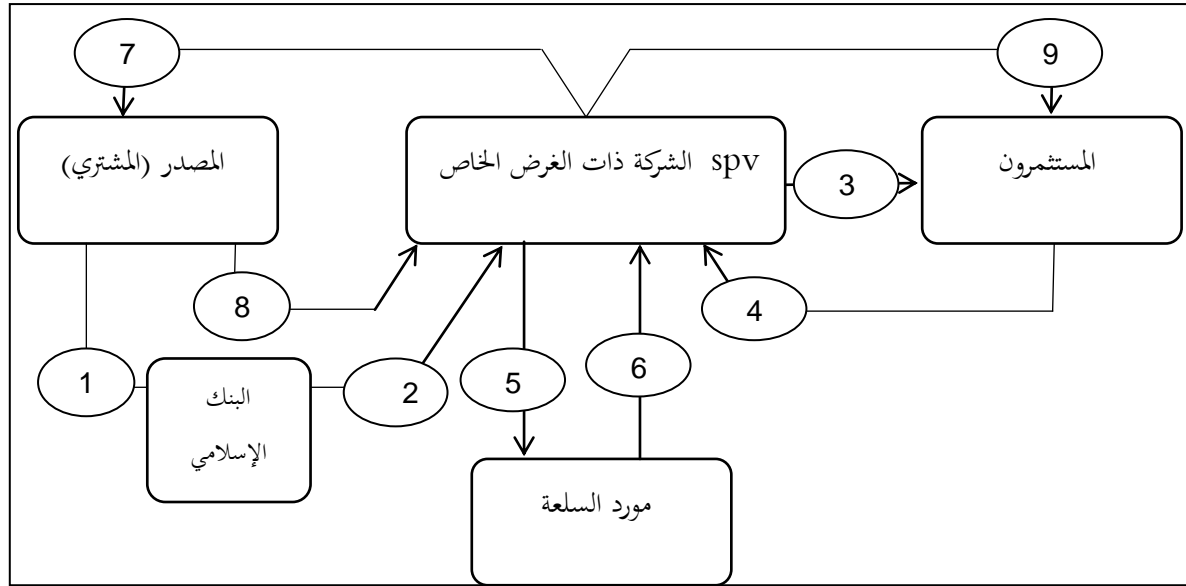 7
9
المصدر (المشتري)
spv الشركة ذات الغرض الخاص
المستثمرون
3
8
4
1
2
5
6
البنك
الإسلامي
مورد السلعة